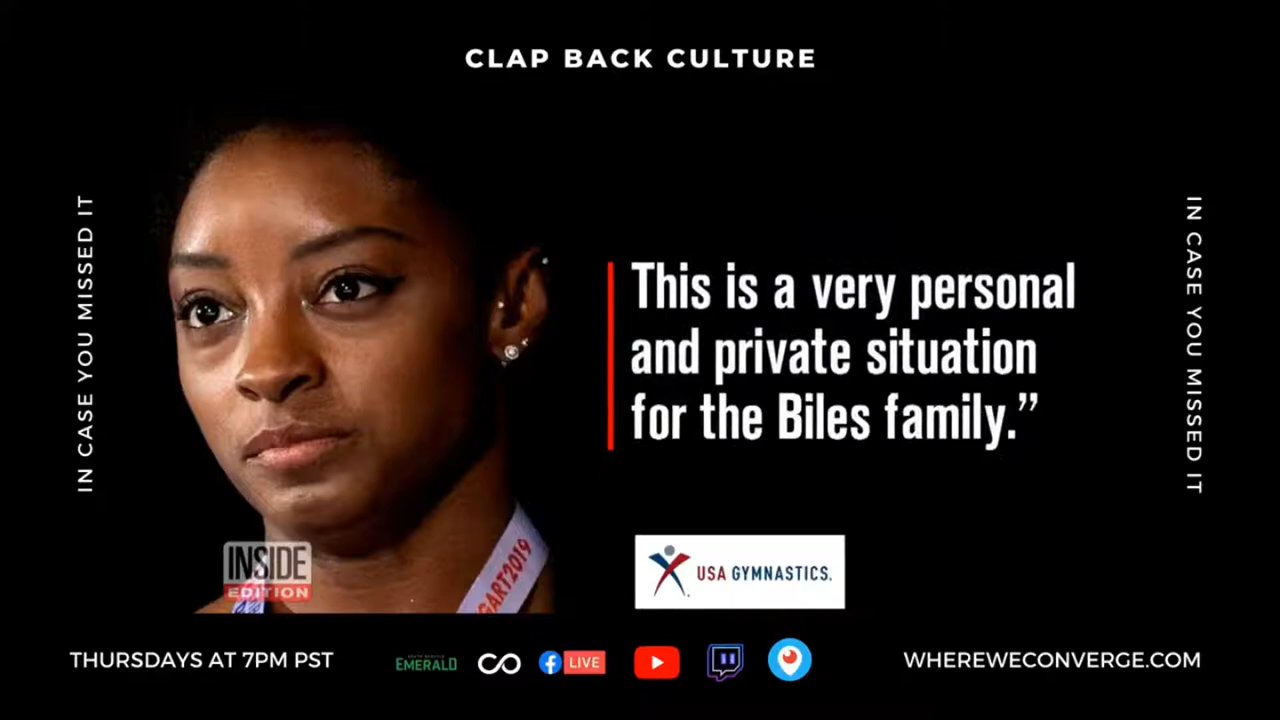 CLAP BACK CULTURE
IN CASE YOU MISSED IT
This is a very personal
and private situation
for the Biles family.”
IN CASE YOU MISSED IT
INSIDE
EDITION
GART2019
USA GYMNASTICS.
THURSDAYS AT 7PM PST
EMERALD
LIVE
WHEREWECONVERGE.COM